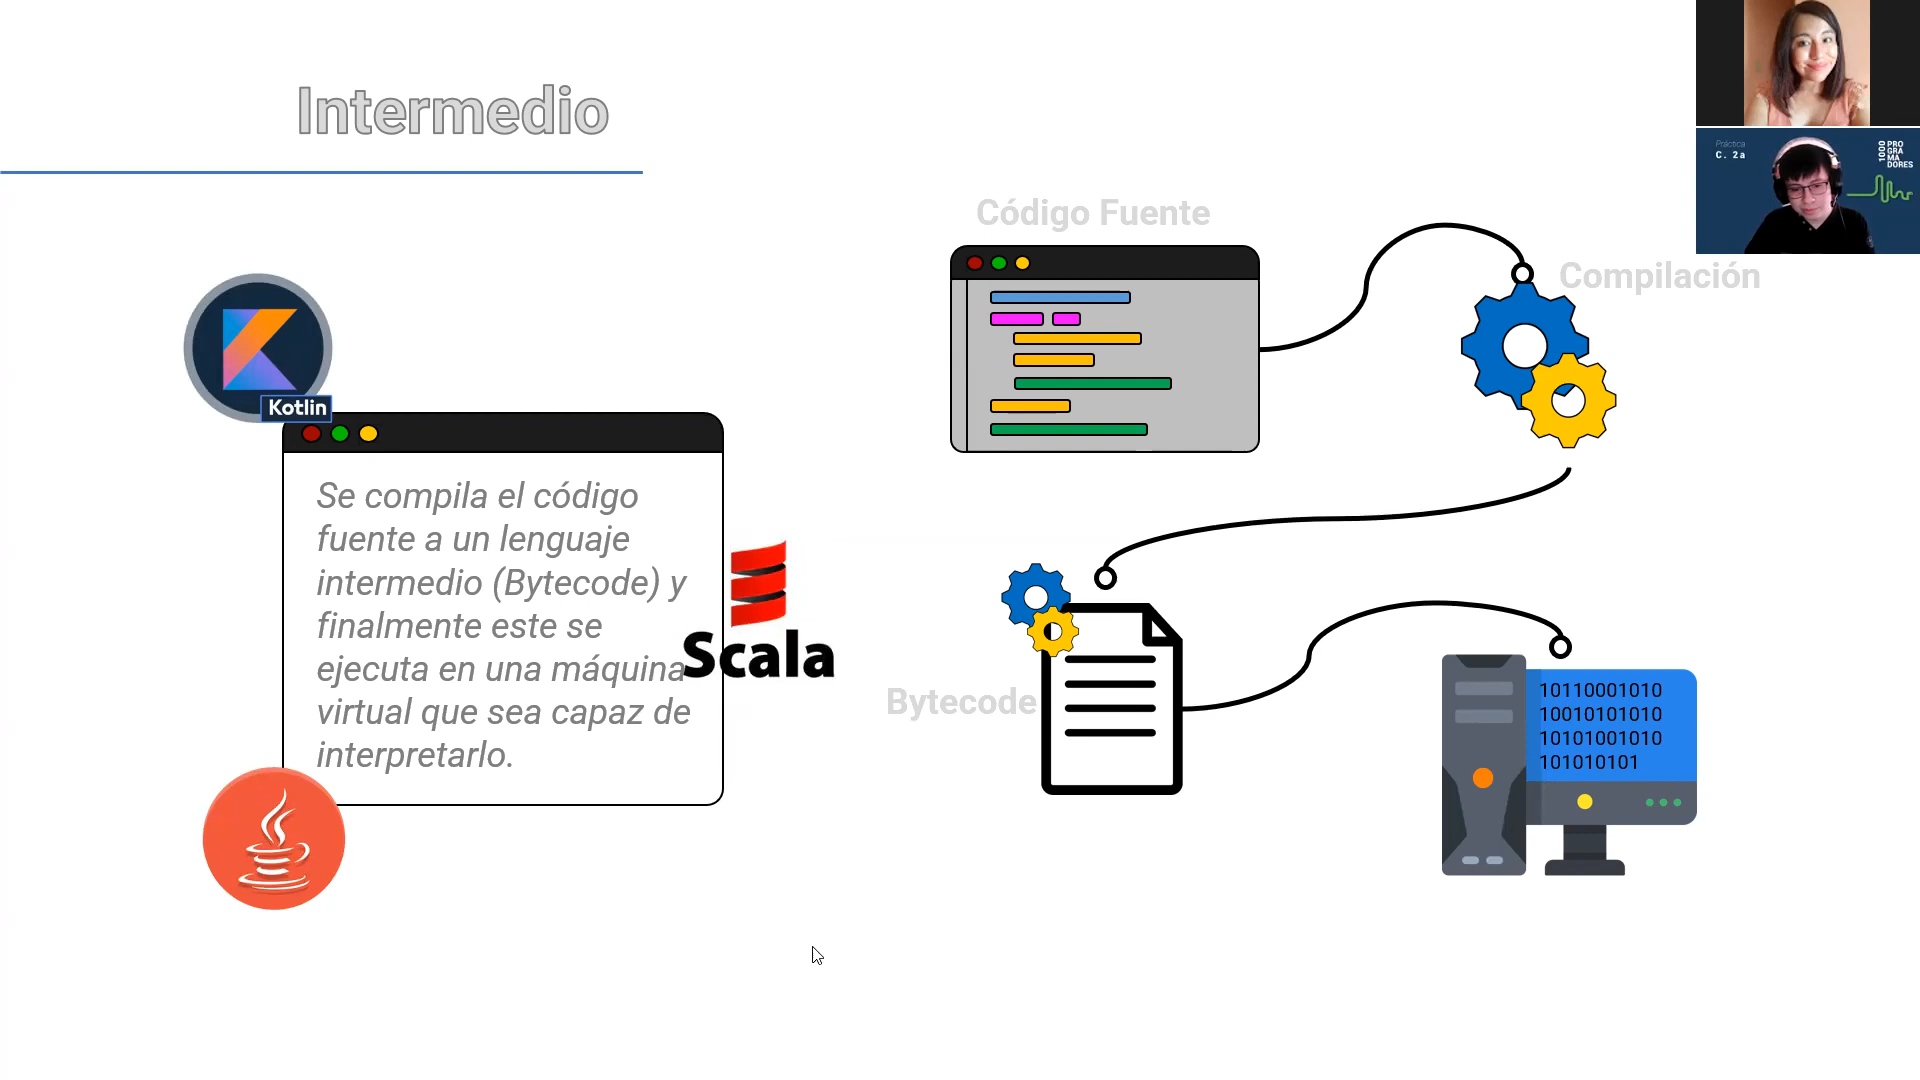 Intermedio
Kotlin
Se compila el código
fuente a un lenguaje
intermedio (Bytecode) y
finalmente este se
ejecuta en una máquina
virtual que sea capaz de
interpretarlo.
Scala
Código Fuente
Compilación
Bytecode
10110001010
10010101010
10101001010
101010101
Práctica
C. 2a
1000
PRO
GRA
MA
DORES